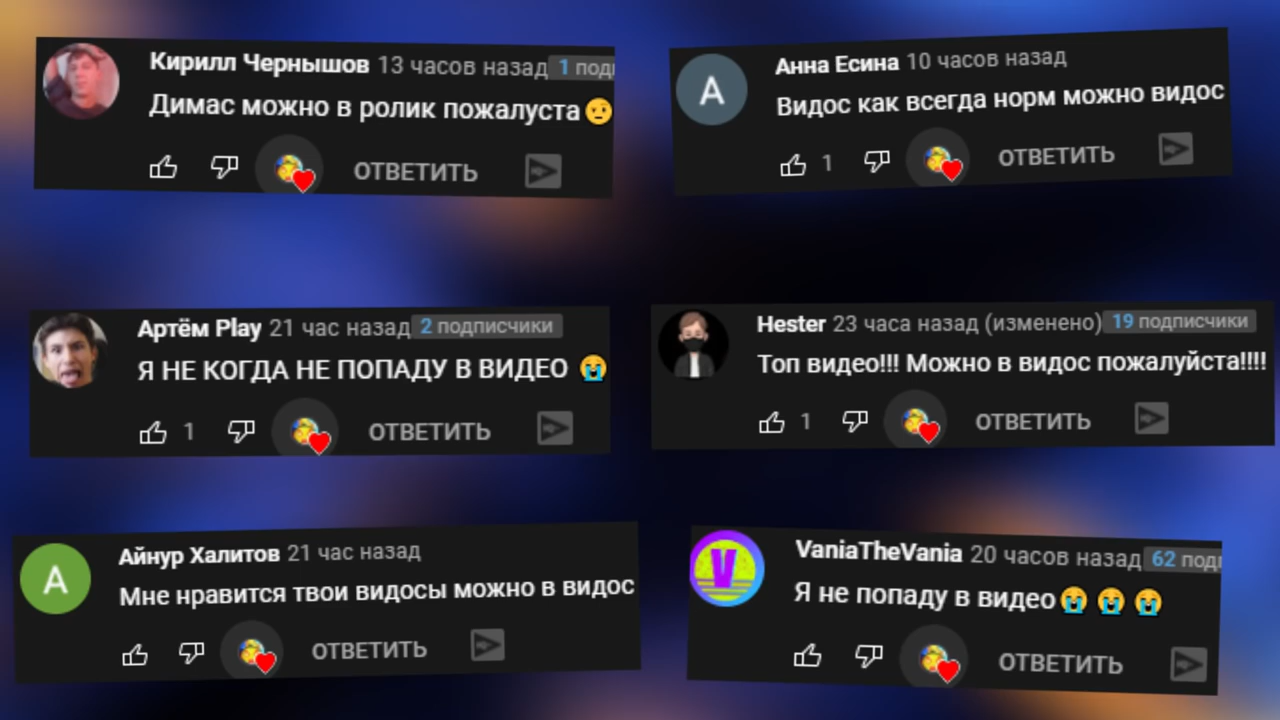 Кирилл Чернышов 13 часов назад 1
Димас можно в ролик пожалуста🤨
ОТВЕТИТЬ
А
Анна Есина 10 часов назад
Видос как всегда норм можно видос
1 ОТВЕТИТЬ
Артём Play 21 час назад 2 подписчики
Я НЕ КОГДА НЕ ПОПАДУ В ВИДЕО 😭
1 ОТВЕТИТЬ
Hester 23 часа назад (изменено) 19 подписчики
Топ видео!!! Можно в видос пожалуйста!!!!
1 ОТВЕТИТЬ
А
Айнур Халитов 21 час назад
Мне нравится твои видосы можно в видос
ОТВЕТИТЬ
V
VaniaTheVania 20 часов назад 62
Я не попаду в видео😭 😭 😭
ОТВЕТИТЬ